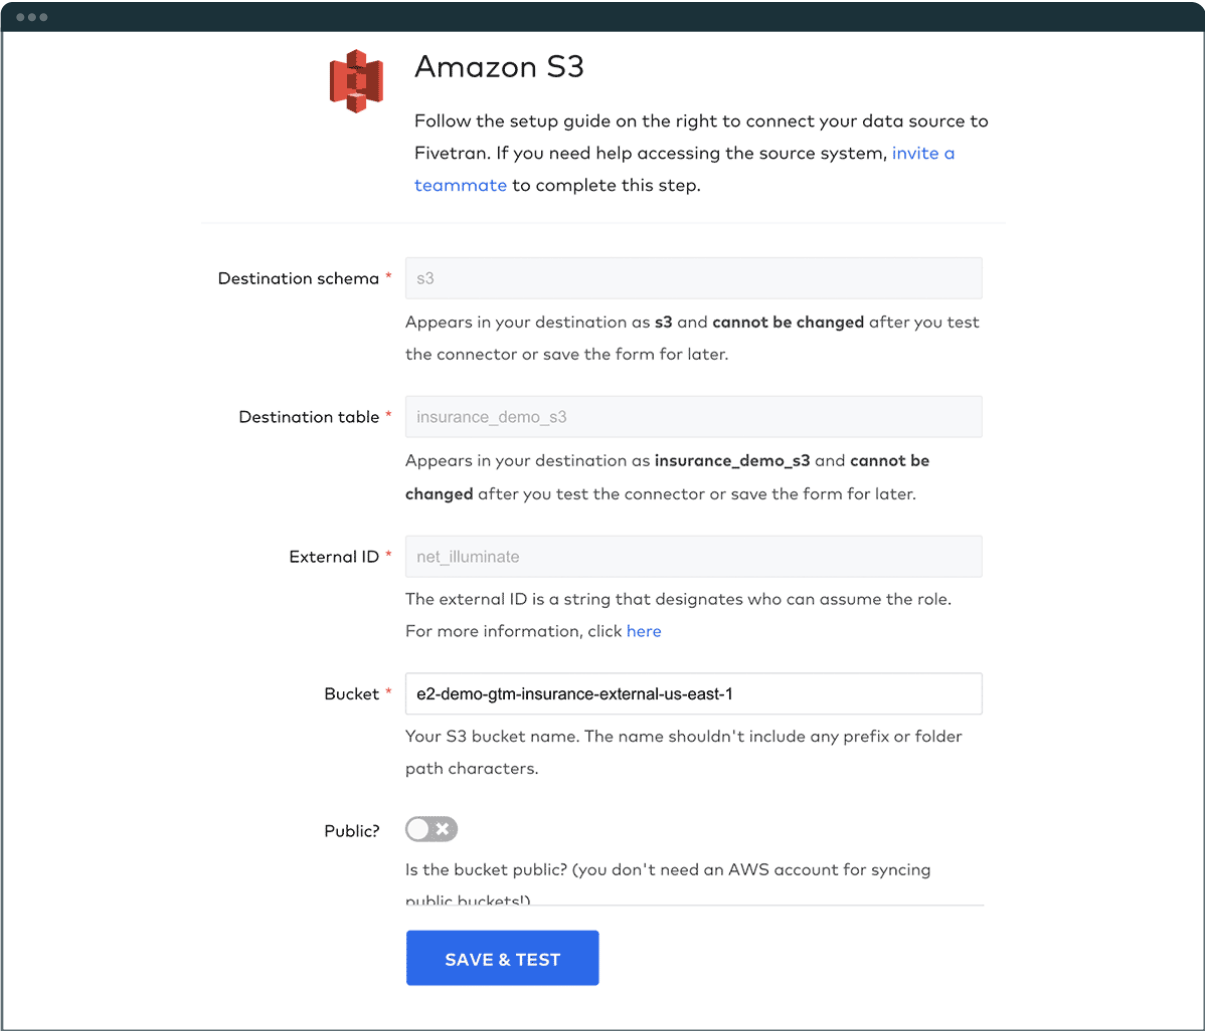 Amazon S3
Follow the setup guide on the right to connect your data source to
Fivetran. If you need help accessing the source system, invite a
teammate to complete this step.
Destination schema *
s3
Appears in your destination as s3 and cannot be changed after you test
the connector or save the form for later.
Destination table *
insurance_demo_s3
Appears in your destination as insurance_demo_s3 and cannot be
changed after you test the connector or save the form for later.
External ID *
net_illuminate
The external ID is a string that designates who can assume the role.
For more information, click here
Bucket *
e2-demo-gtm-insurance-external-us-east-1
Your S3 bucket name. The name shouldn't include any prefix or folder
path characters.
Public?
Is the bucket public? (you don't need an AWS account for syncing
public buckets!)
SAVE & TEST